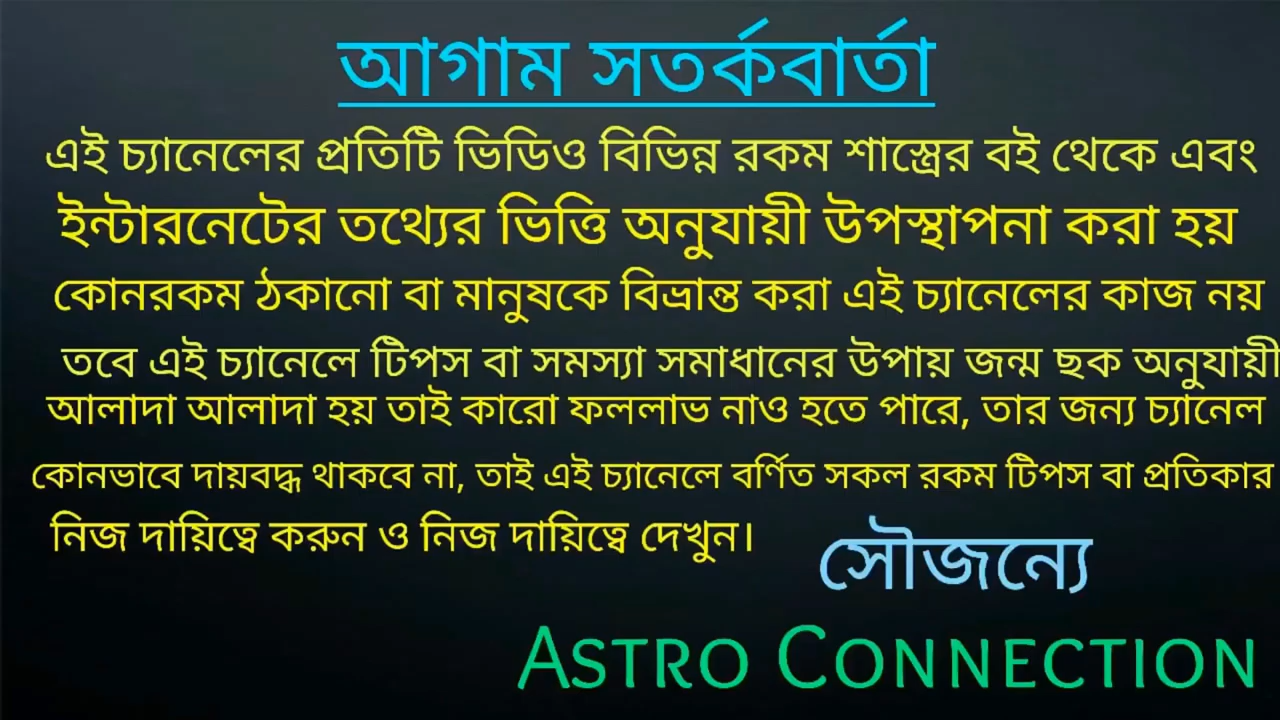 আগাম সতর্কবার্তা
এই চ্যানেলের প্রতিটি ভিডিও বিভিন্ন রকম শাস্ত্রের বই থেকে এবং
ইন্টারনেটের তথ্যের ভিত্তি অনুযায়ী উপস্থাপনা করা হয়
কোনরকম ঠকানো বা মানুষকে বিভ্রান্ত করা এই চ্যানেলের কাজ নয়
তবে এই চ্যানেলে টিপস বা সমস্যা সমাধানের উপায় জন্ম ছক অনুযায়ী
আলাদা আলাদা হয় তাই কারো ফললাভ নাও হতে পারে, তার জন্য চ্যানেল
কোনভাবে দায়বদ্ধ থাকবে না, তাই এই চ্যানেলে বর্ণিত সকল রকম টিপস বা প্রতিকার
নিজ দায়িত্বে করুন ও নিজ দায়িত্বে দেখুন।
সৌজন্যে
Astro Connection